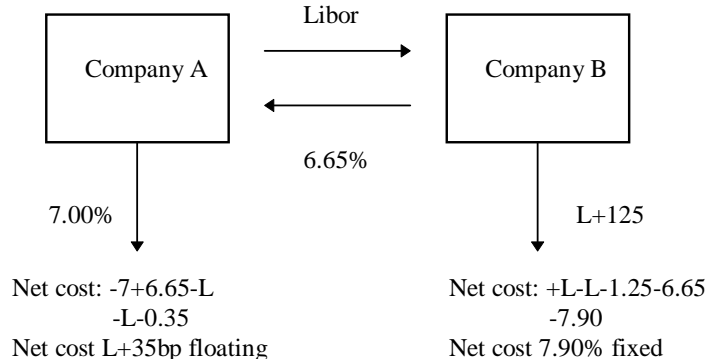 Libor
Company A
Company B
6.65%
7.00%
L+125
Net cost: -7+6.65-L
-L-0.35
Net cost L+35bp floating
Net cost: +L-L-1.25-6.65
-7.90
Net cost 7.90% fixed